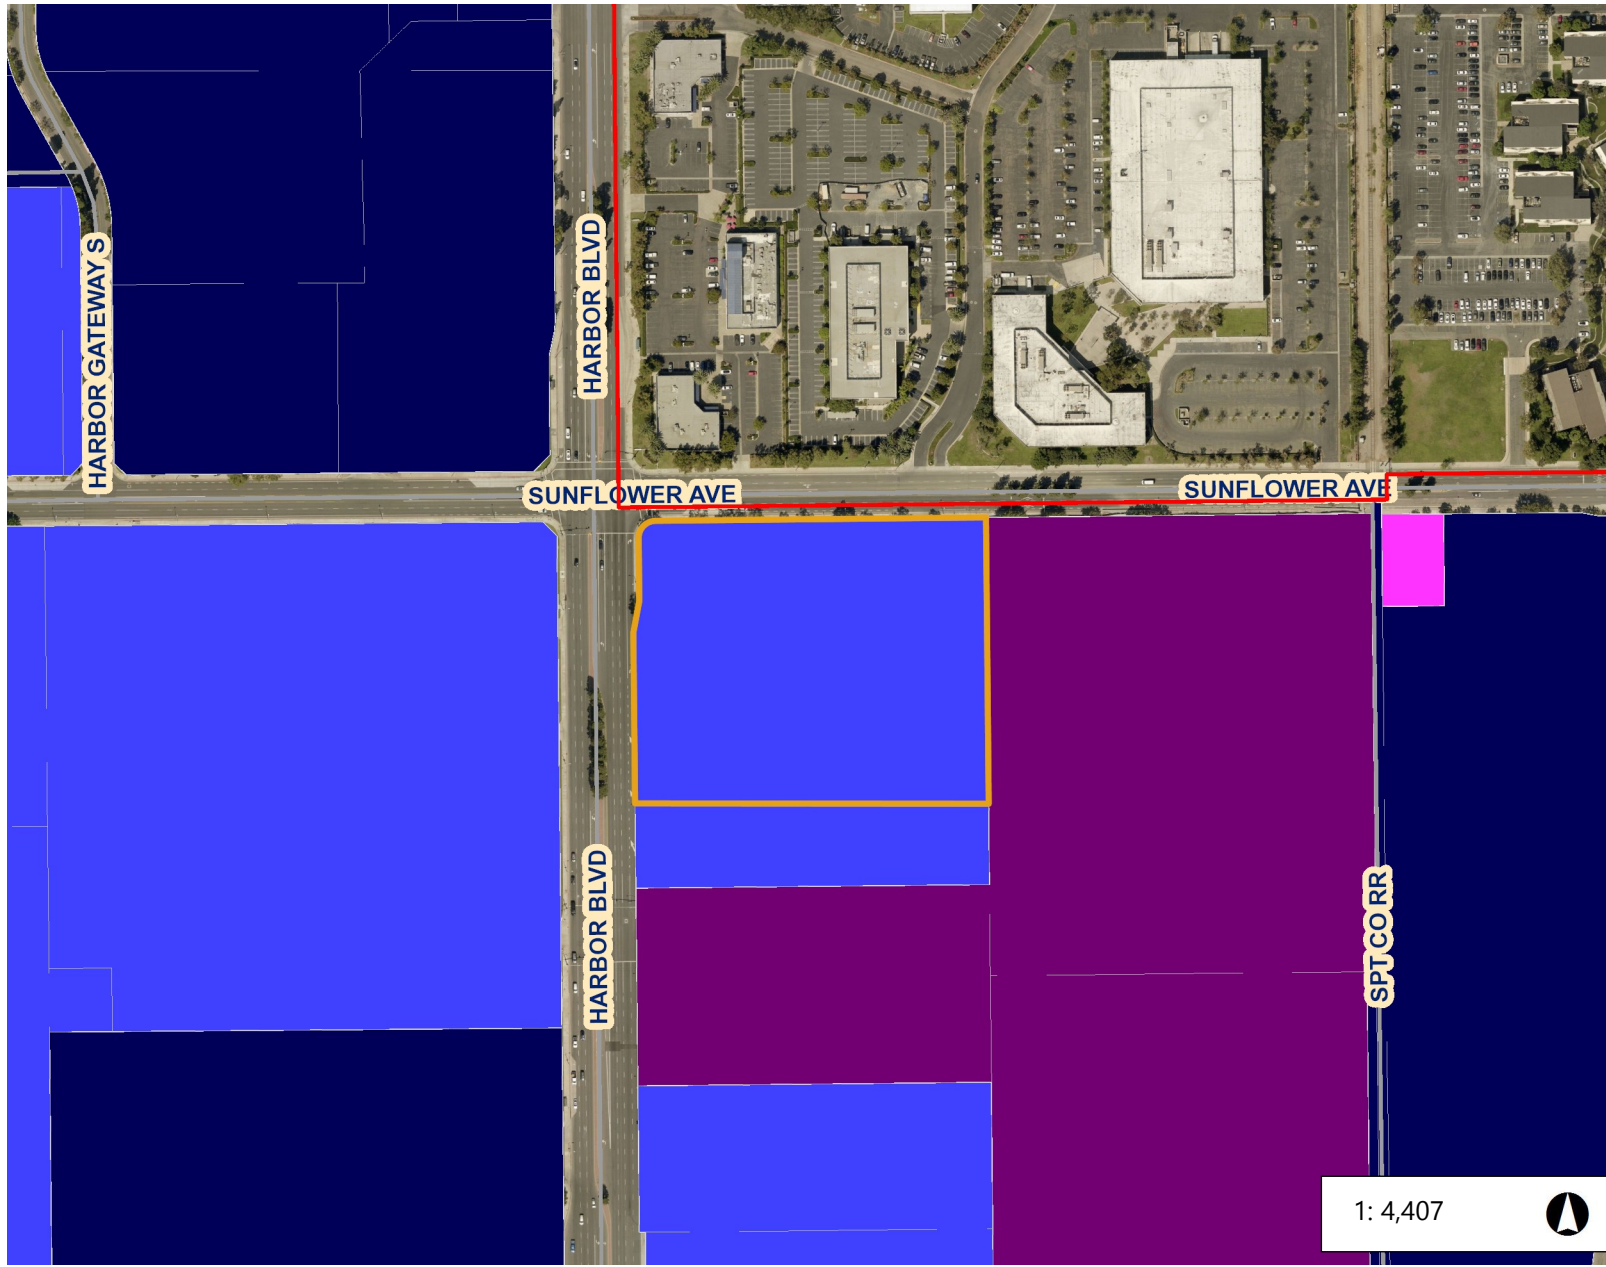 HARBOR GATEWAY S
HARBOR BLVD
SUNFLOWER AVE
SUNFLOWER AVE
HARBOR BLVD
SPT CO RR
1: 4,407